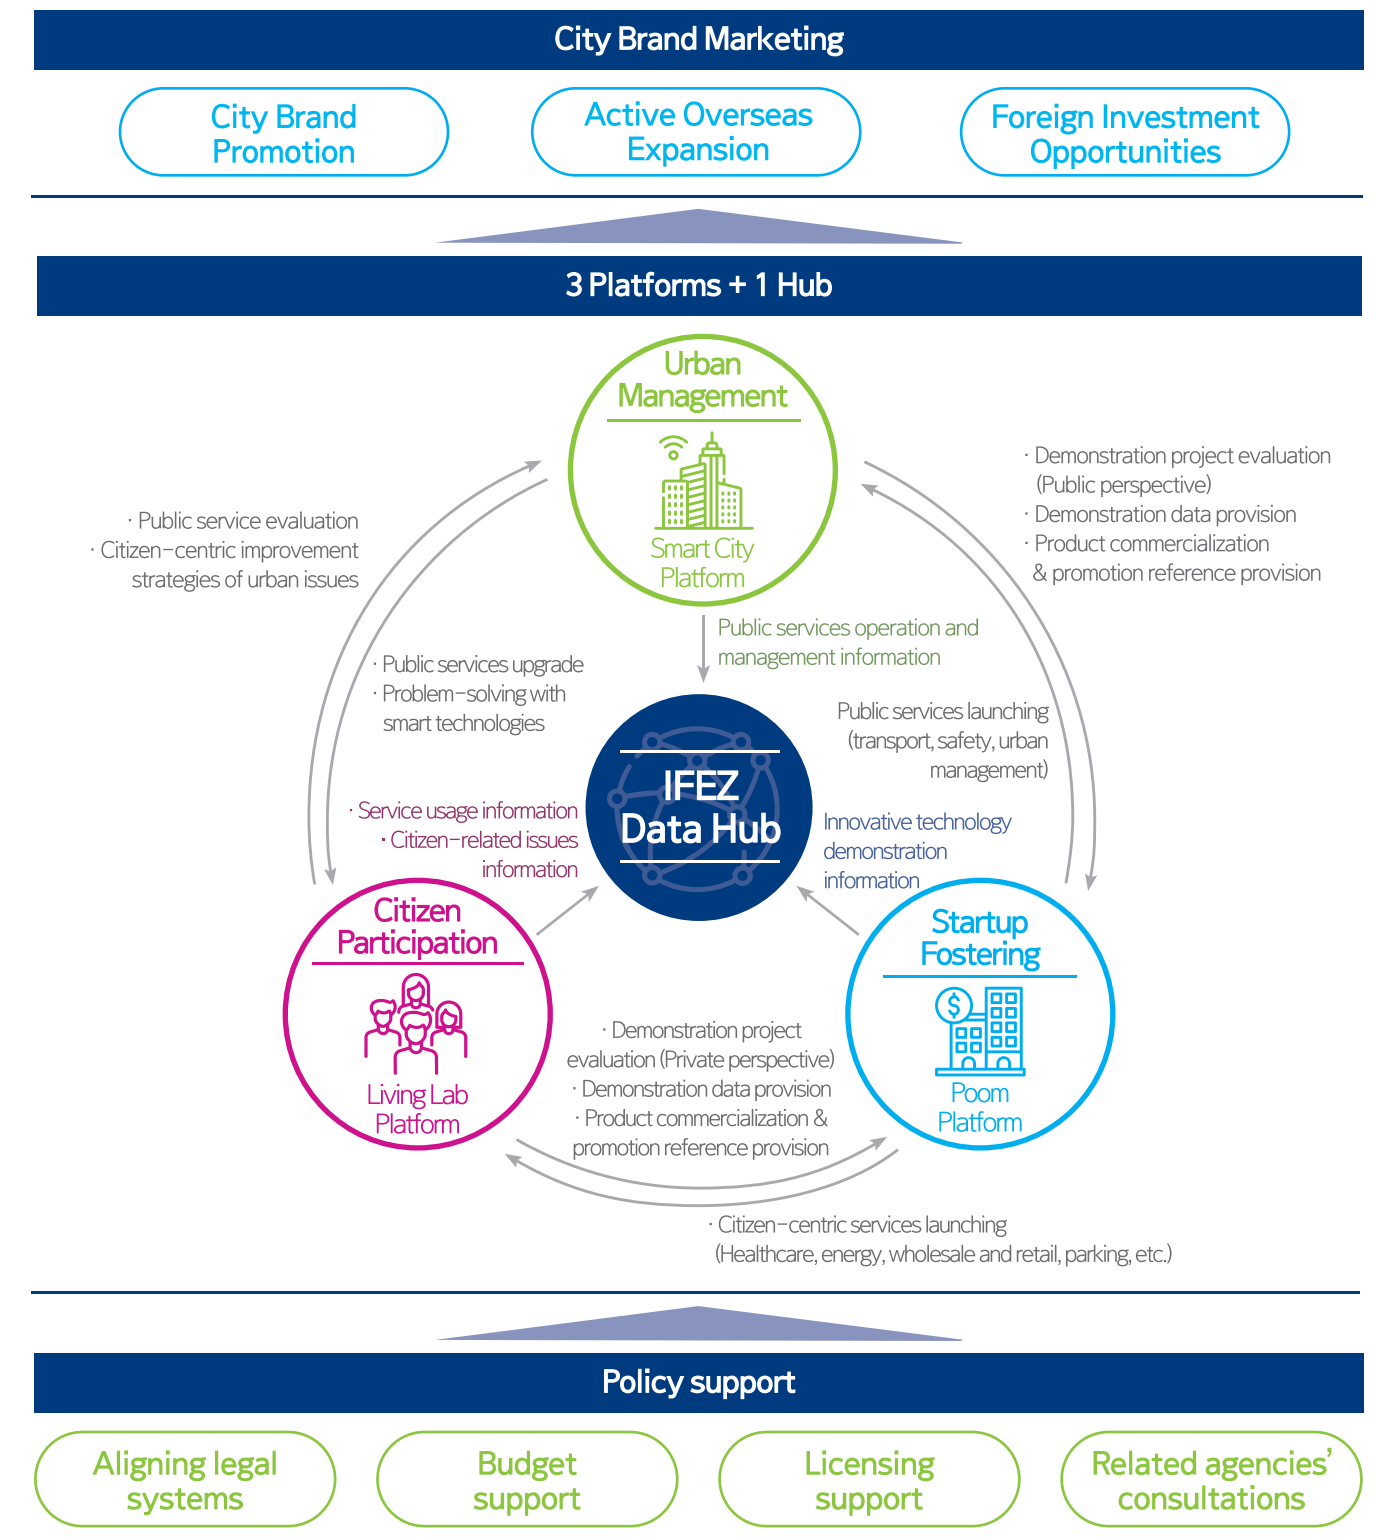 City Brand Marketing
City Brand
Promotion
Active Overseas
Expansion
Foreign Investment
Opportunities
3 Platforms + 1 Hub
Urban
Management
Smart City
Platform
· Public service evaluation
· Citizen-centric improvement
strategies of urban issues
· Demonstration project evaluation
(Public perspective)
· Demonstration data provision
· Product commercialization
& promotion reference provision
Public services operation and
management information
· Public services upgrade
· Problem-solving with
smart technologies
Public services launching
(transport, safety, urban
management)
IFEZ
Data Hub
· Service usage information
· Citizen-related issues
information
Innovative technology
demonstration
information
Citizen
Participation
Living Lab
Platform
Startup
Fostering
$
Poom
Platform
· Demonstration project
evaluation (Private perspective)
· Demonstration data provision
· Product commercialization &
promotion reference provision
· Citizen-centric services launching
(Healthcare, energy, wholesale and retail, parking, etc.)
Policy support
Aligning legal
systems
Budget
support
Licensing
support
Related agencies’
consultations